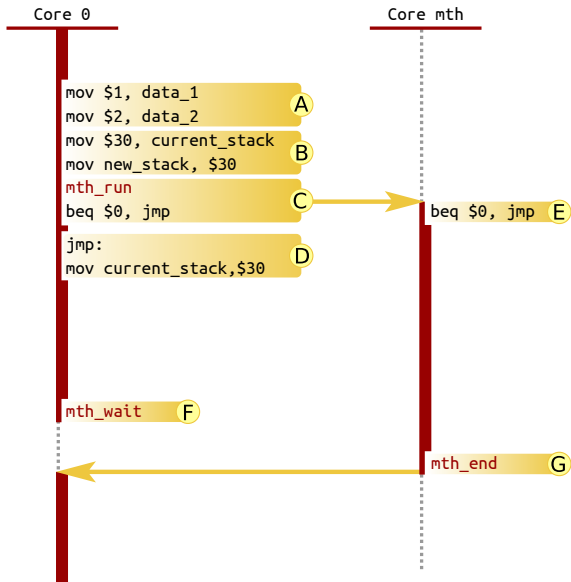 Core 0
Core mth
mov $1, data_1
mov $2, data_2
A
mov $30, current_stack
mov new_stack, $30
B
mth_run
beq $0, jmp
C
beq $0, jmp
E
jmp:
mov current_stack,$30
D
mth_wait
F
mth_end
G